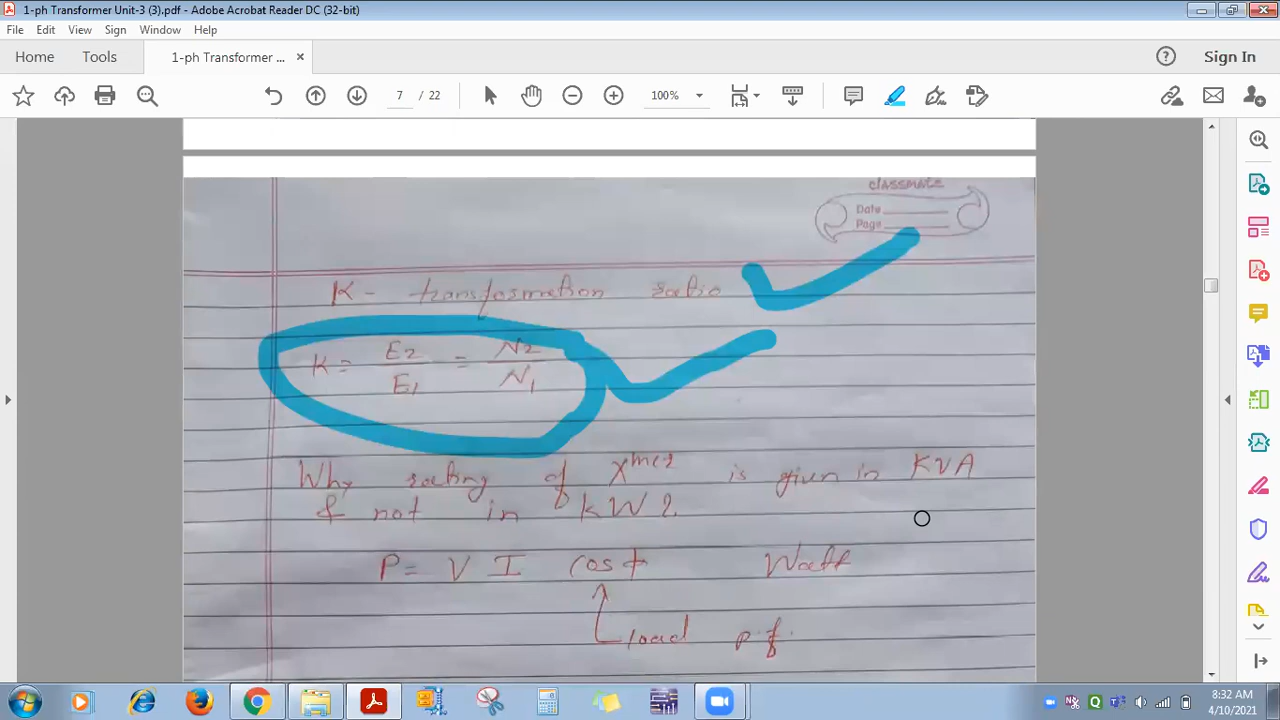 1-ph Transformer Unit-3 (3).pdf - Adobe Acrobat Reader DC (32-bit)
File Edit View Sign Window Help
Home Tools 1-ph Transformer ... × Sign In
7 / 22 100%
classmate
Date
Page
K - transformation ratio
K = E2/E1 = N2/N1
Why rating of Xmer is given in KVA
& not in kW?
P = V I cos ϕ Watt
load p.f.
8:32 AM
4/10/2021